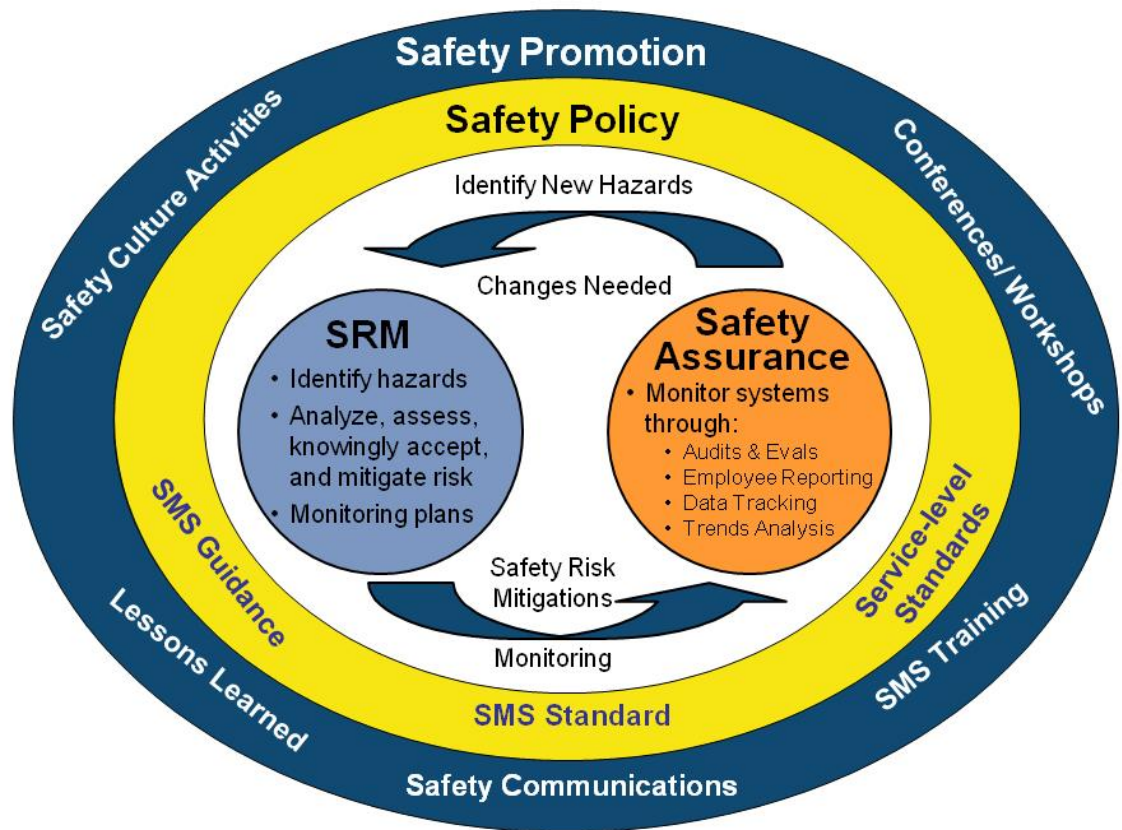 Safety Promotion
Safety Culture Activities
Conferences/ Workshops
Safety Policy
Identify New Hazards
Changes Needed
SRM
• Identify hazards
• Analyze, assess,
knowingly accept,
and mitigate risk
• Monitoring plans
Safety
Assurance
• Monitor systems
through:
• Audits & Evals
• Employee Reporting
• Data Tracking
• Trends Analysis
Safety Risk
Mitigations
Monitoring
SMS Guidance
SMS Standard
Service-level
Standards
Lessons Learned
Safety Communications
SMS Training